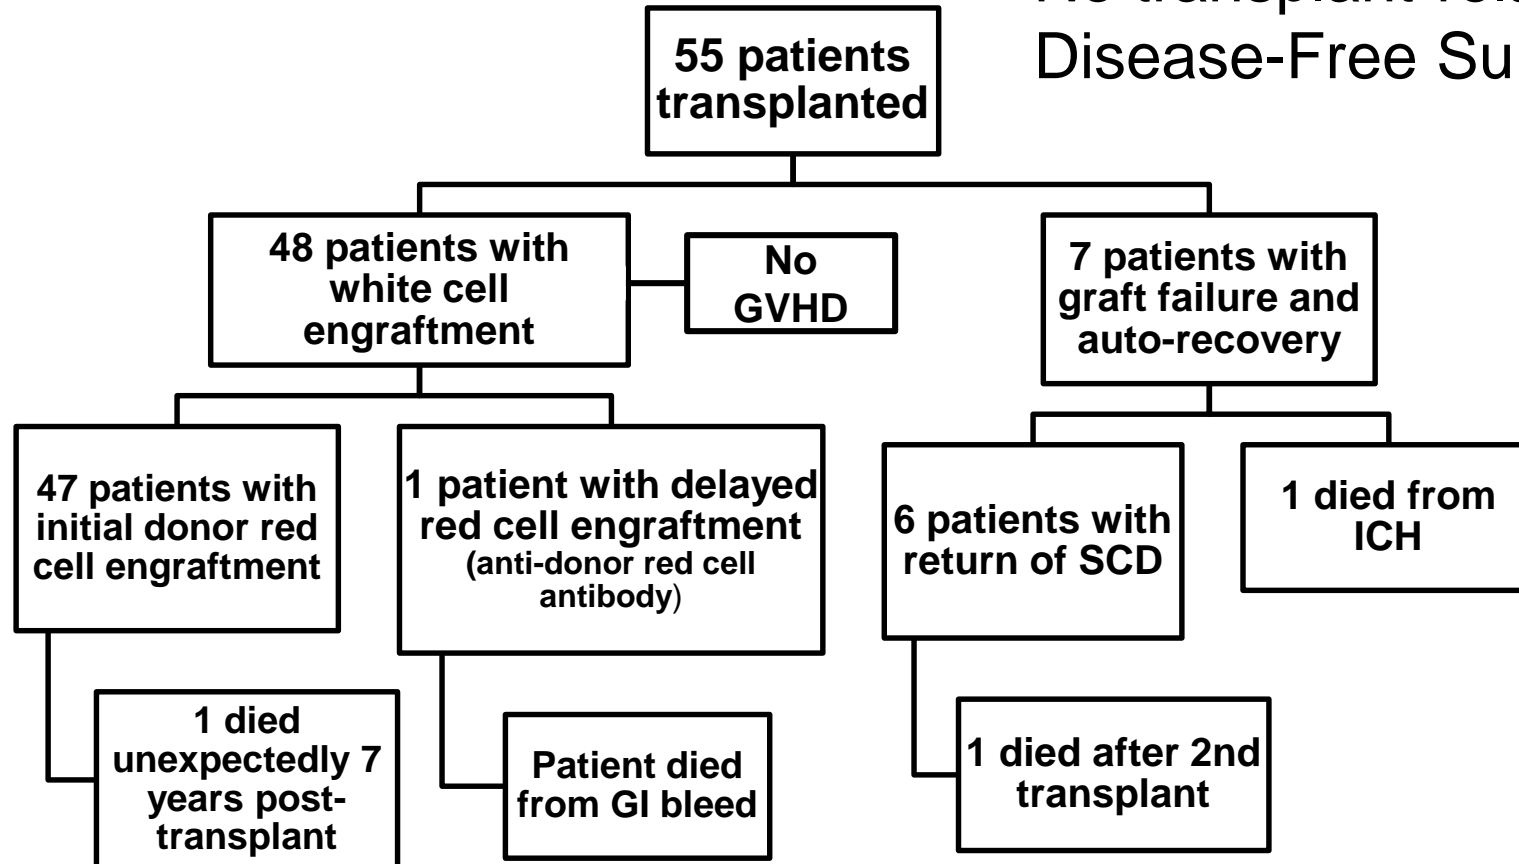 55 patients
transplanted
Disease-Free Su
48 patients with
white cell
engraftment
No
GVHD
7 patients with
graft failure and
auto-recovery
47 patients with
initial donor red
cell engraftment
1 patient with delayed
red cell engraftment
(anti-donor red cell
antibody)
6 patients with
return of SCD
1 died from
ICH
1 died
unexpectedly 7
years post-
transplant
Patient died
from GI bleed
1 died after 2nd
transplant